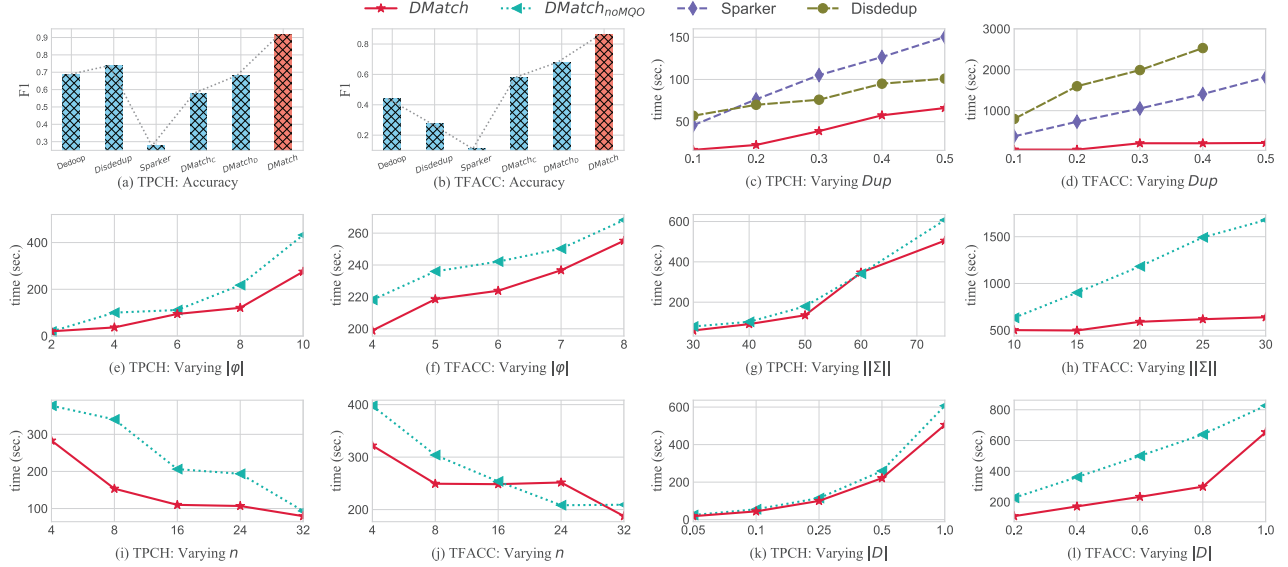 DMatch DMatch_noMQO Sparker Disdedup
F1
0.9
0.8
0.7
0.6
0.5
0.4
0.3
Dedoop Disdedup Sparker DMatch_C DMatch_D DMatch
(a) TPCH: Accuracy
F1
0.8
0.6
0.4
0.2
Dedoop Disdedup Sparker DMatch_C DMatch_D DMatch
(b) TFACC: Accuracy
time (sec.)
150
100
50
0.1 0.2 0.3 0.4 0.5
(c) TPCH: Varying Dup
time (sec.)
3000
2000
1000
0.1 0.2 0.3 0.4 0.5
(d) TFACC: Varying Dup
time (sec.)
400
200
0
2 4 6 8 10
(e) TPCH: Varying |φ|
time (sec.)
260
240
220
200
4 5 6 7 8
(f) TFACC: Varying |φ|
time (sec.)
600
400
200
30 40 50 60 70
(g) TPCH: Varying ||Σ||
time (sec.)
1500
1000
500
10 15 20 25 30
(h) TFACC: Varying ||Σ||
time (sec.)
300
200
100
4 8 16 24 32
(i) TPCH: Varying n
time (sec.)
400
300
200
4 8 16 24 32
(j) TFACC: Varying n
time (sec.)
600
400
200
0
0.05 0.1 0.25 0.5 1.0
(k) TPCH: Varying |D|
time (sec.)
800
600
400
200
0.2 0.4 0.6 0.8 1.0
(l) TFACC: Varying |D|